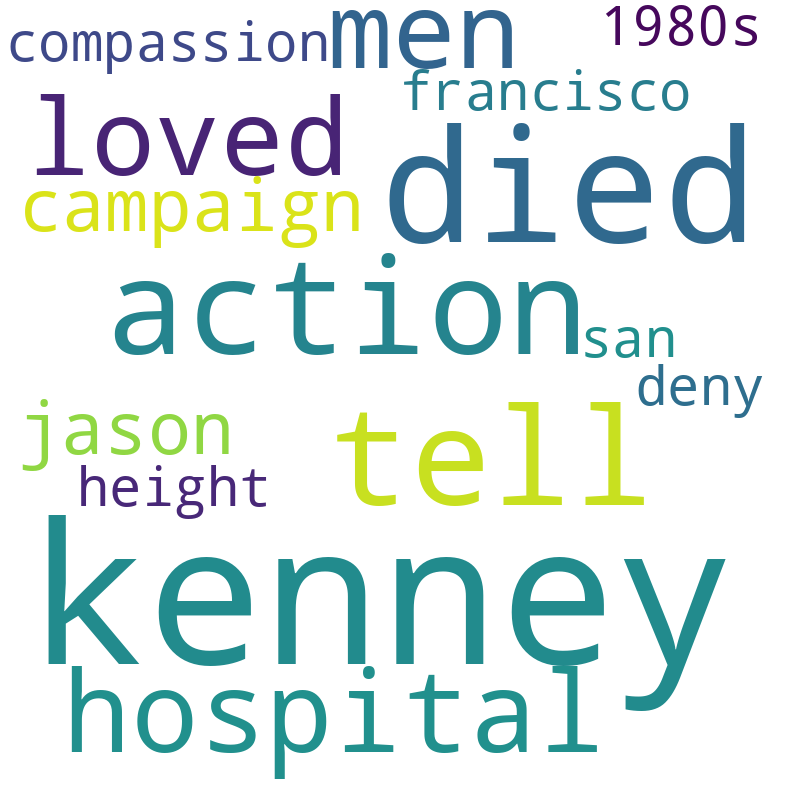 compassion men 1980s
francisco
loved died
campaign
action
san
deny
jason tell
height
kenney
hospital